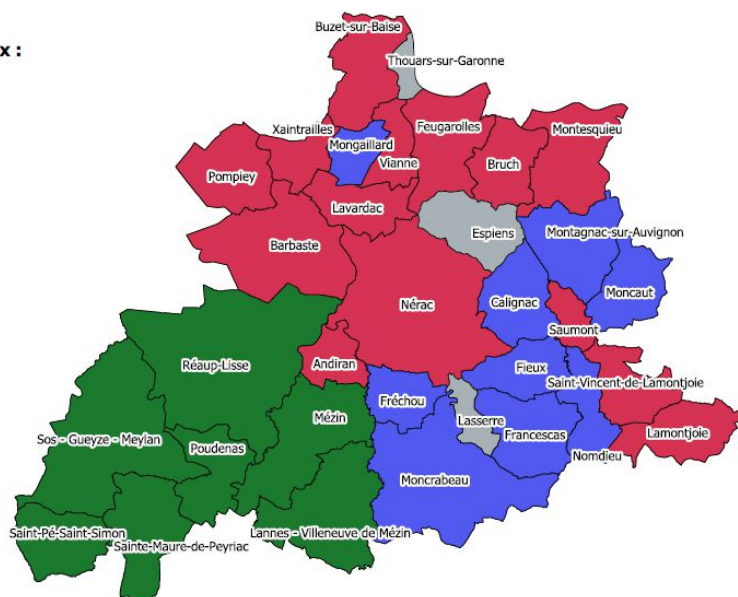 x :
Buzet-sur-Baise
Thouars-sur-Garonne
Xaintrailles
Mongaillard
Feugarolles
Montesquieu
Pompiey
Vianne
Bruch
Lavardac
Barbaste
Espiens
Montagnac-sur-Auvignon
Nérac
Calignac
Moncaut
Saumont
Réaup-Lisse
Andiran
Fieux
Saint-Vincent-de-Lamontjoie
Fréchou
Mézin
Lasserre
Francescas
Lamontjoie
Sos - Gueyze - Meylan
Poudenas
Moncrabeau
Nomdieu
Saint-Pé-Saint-Simon
Sainte-Maure-de-Peyriac
Lannes - Villeneuve de Mézin